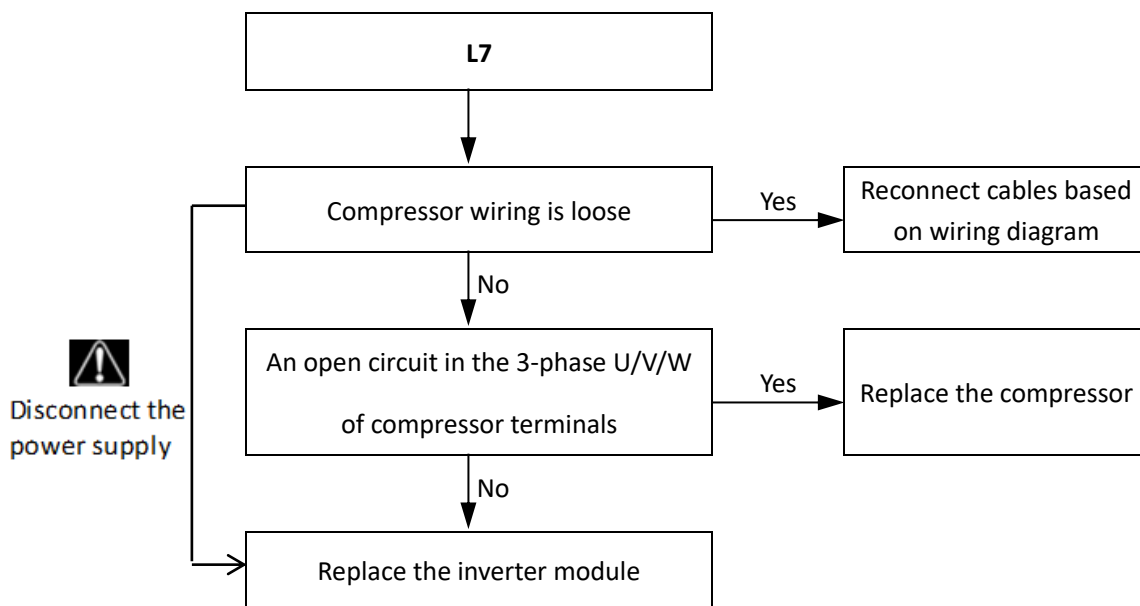 L7
Compressor wiring is loose
Yes
Reconnect cables based
on wiring diagram
No
An open circuit in the 3-phase U/V/W
of compressor terminals
Yes
Replace the compressor
Disconnect the
power supply
No
Replace the inverter module